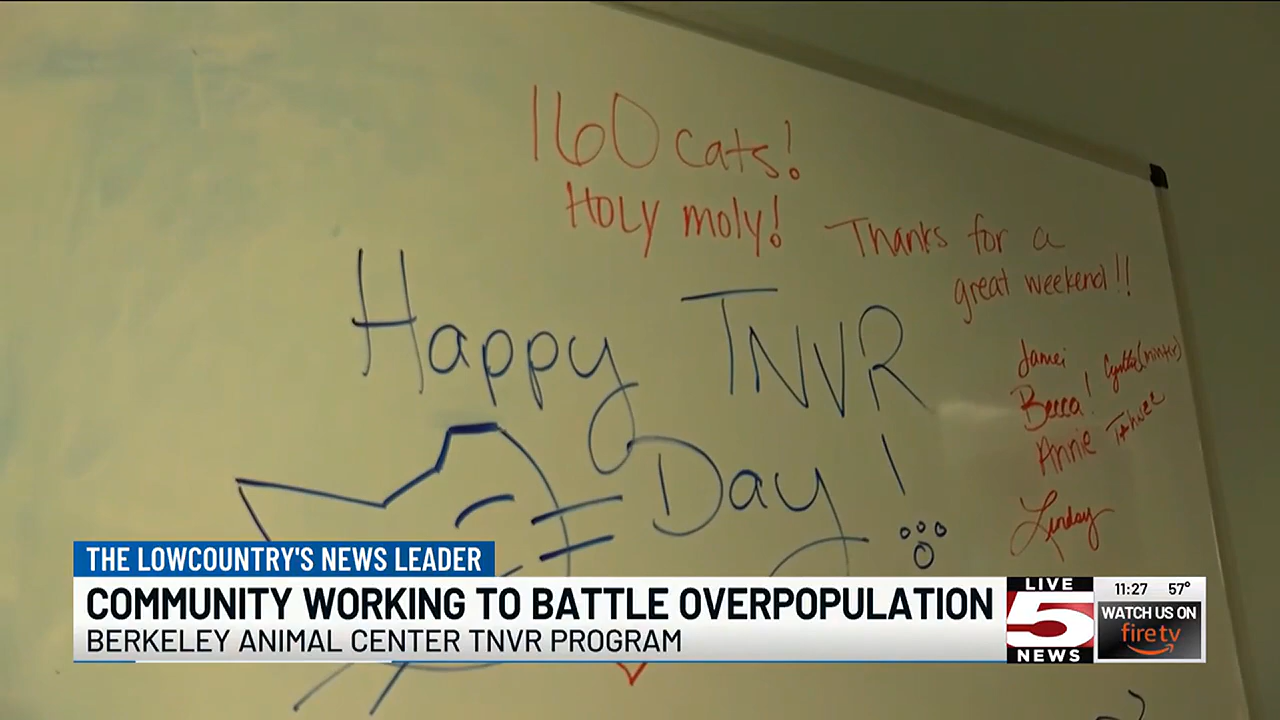 160 cats!
HOLY moly!
Thanks for a
great weekend!!
Happy TNVR
Day!
Jamei
Becca!
Annie
Lindsay
THE LOWCOUNTRY'S NEWS LEADER
COMMUNITY WORKING TO BATTLE OVERPOPULATION
BERKELEY ANIMAL CENTER TNVR PROGRAM
LIVE
5
NEWS
11:27 57°
WATCH US ON
fire tv